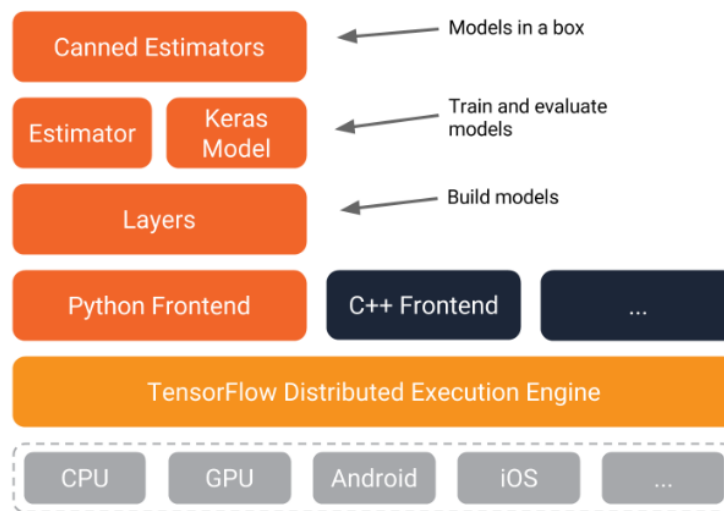 Canned Estimators
Models in a box
Estimator
Keras
Model
Train and evaluate
models
Layers
Build models
Python Frontend
C++ Frontend
...
TensorFlow Distributed Execution Engine
CPU
GPU
Android
iOS
...